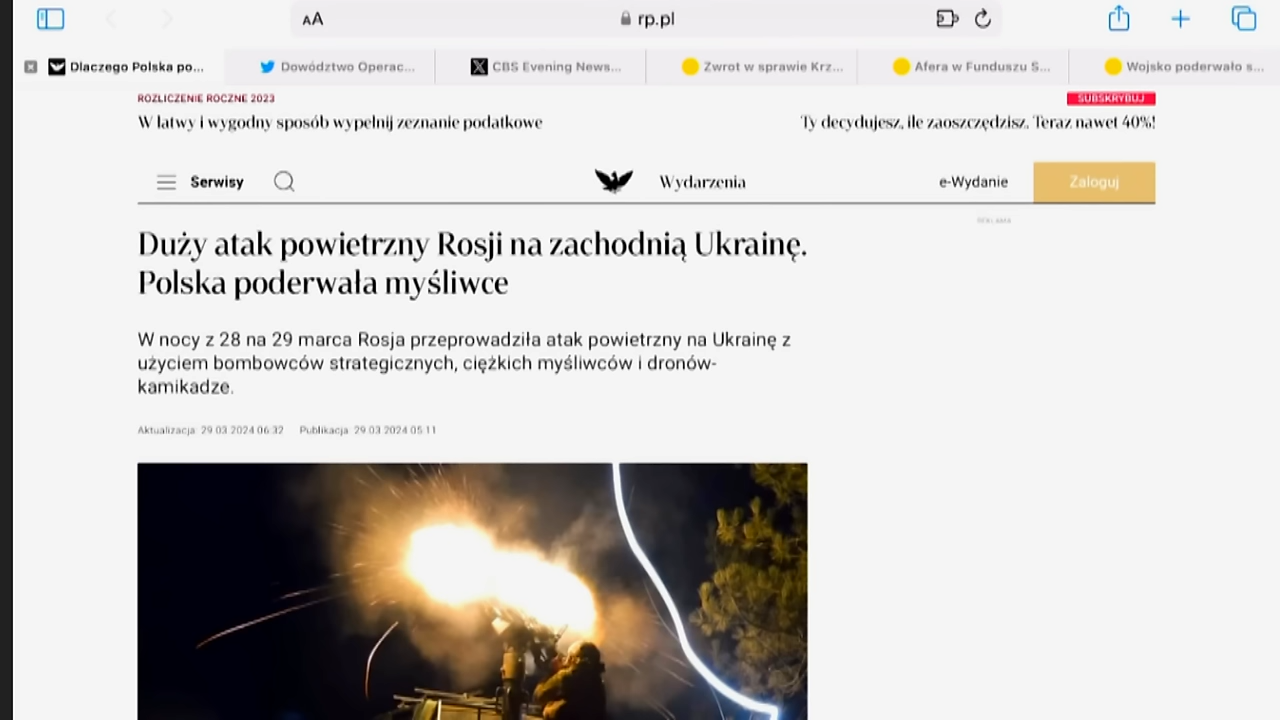 AA
rp.pl
Dlaczego Polska po...
Dowództwo Operac...
CBS Evening News...
Zwrot w sprawie Krz...
Afera w Funduszu S...
Wojsko poderwało s...
ROZLICZENIE ROCZNE 2023
SUBSKRYBUJ
W łatwy i wygodny sposób wypełnij zeznanie podatkowe
Ty decydujesz, ile zaoszczędzisz. Teraz nawet 40%!
Serwisy
Wydarzenia
e-Wydanie
Zaloguj
REKLAMA
Duży atak powietrzny Rosji na zachodnią Ukrainę.
Polska poderwała myśliwce
W nocy z 28 na 29 marca Rosja przeprowadziła atak powietrzny na Ukrainę z
użyciem bombowców strategicznych, ciężkich myśliwców i dronów-
kamikadze.
Aktualizacja: 29.03.2024 06:32 Publikacja: 29.03.2024 05:11